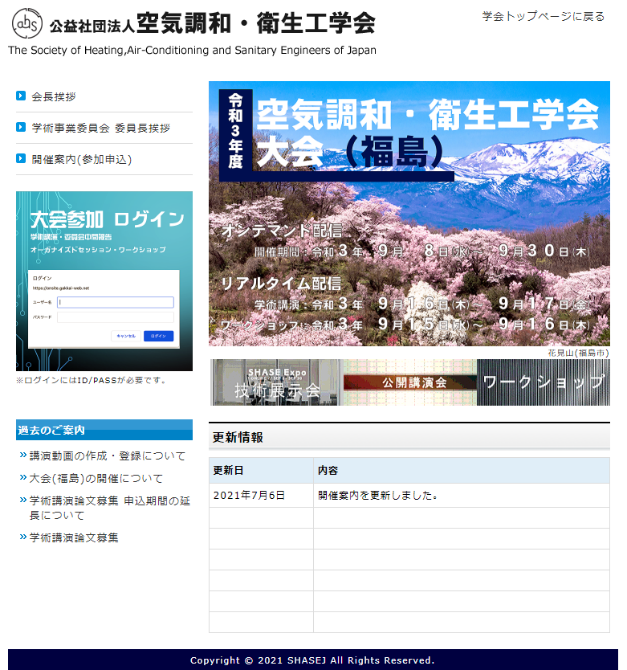 公益社団法人空気調和・衛生工学会
The Society of Heating,Air-Conditioning and Sanitary Engineers of Japan
学会トップページに戻る
会長挨拶
学術事業委員会 委員長挨拶
開催案内(参加申込)
大会参加 ログイン
学術講演・委員会中間報告
オーガナイズドセッション・ワークショップ
ログイン
ユーザー名
パスワード
キャンセル
ログイン
※ログインにはID/PASSが必要です。
過去のご案内
講演動画の作成・登録について
大会(福島)の開催について
学術講演論文募集 申込期間の延
長について
学術講演論文募集
令和3年度
空気調和・衛生工学会
大会（福島）
オンデマンド配信
開催期間：令和3年 9月 8日(水)～ 9月30日(木)
リアルタイム配信
学術講演：令和3年 9月16日(木)～ 9月17日(金)
ワークショップ：令和3年 9月15日(水)～ 9月16日(木)
花見山(福島市)
SHASE Expo
技術展示会
公開講演会
ワークショップ
更新情報
更新日 内容
2021年7月6日 開催案内を更新しました。
Copyright © 2021 SHASEJ All Rights Reserved.